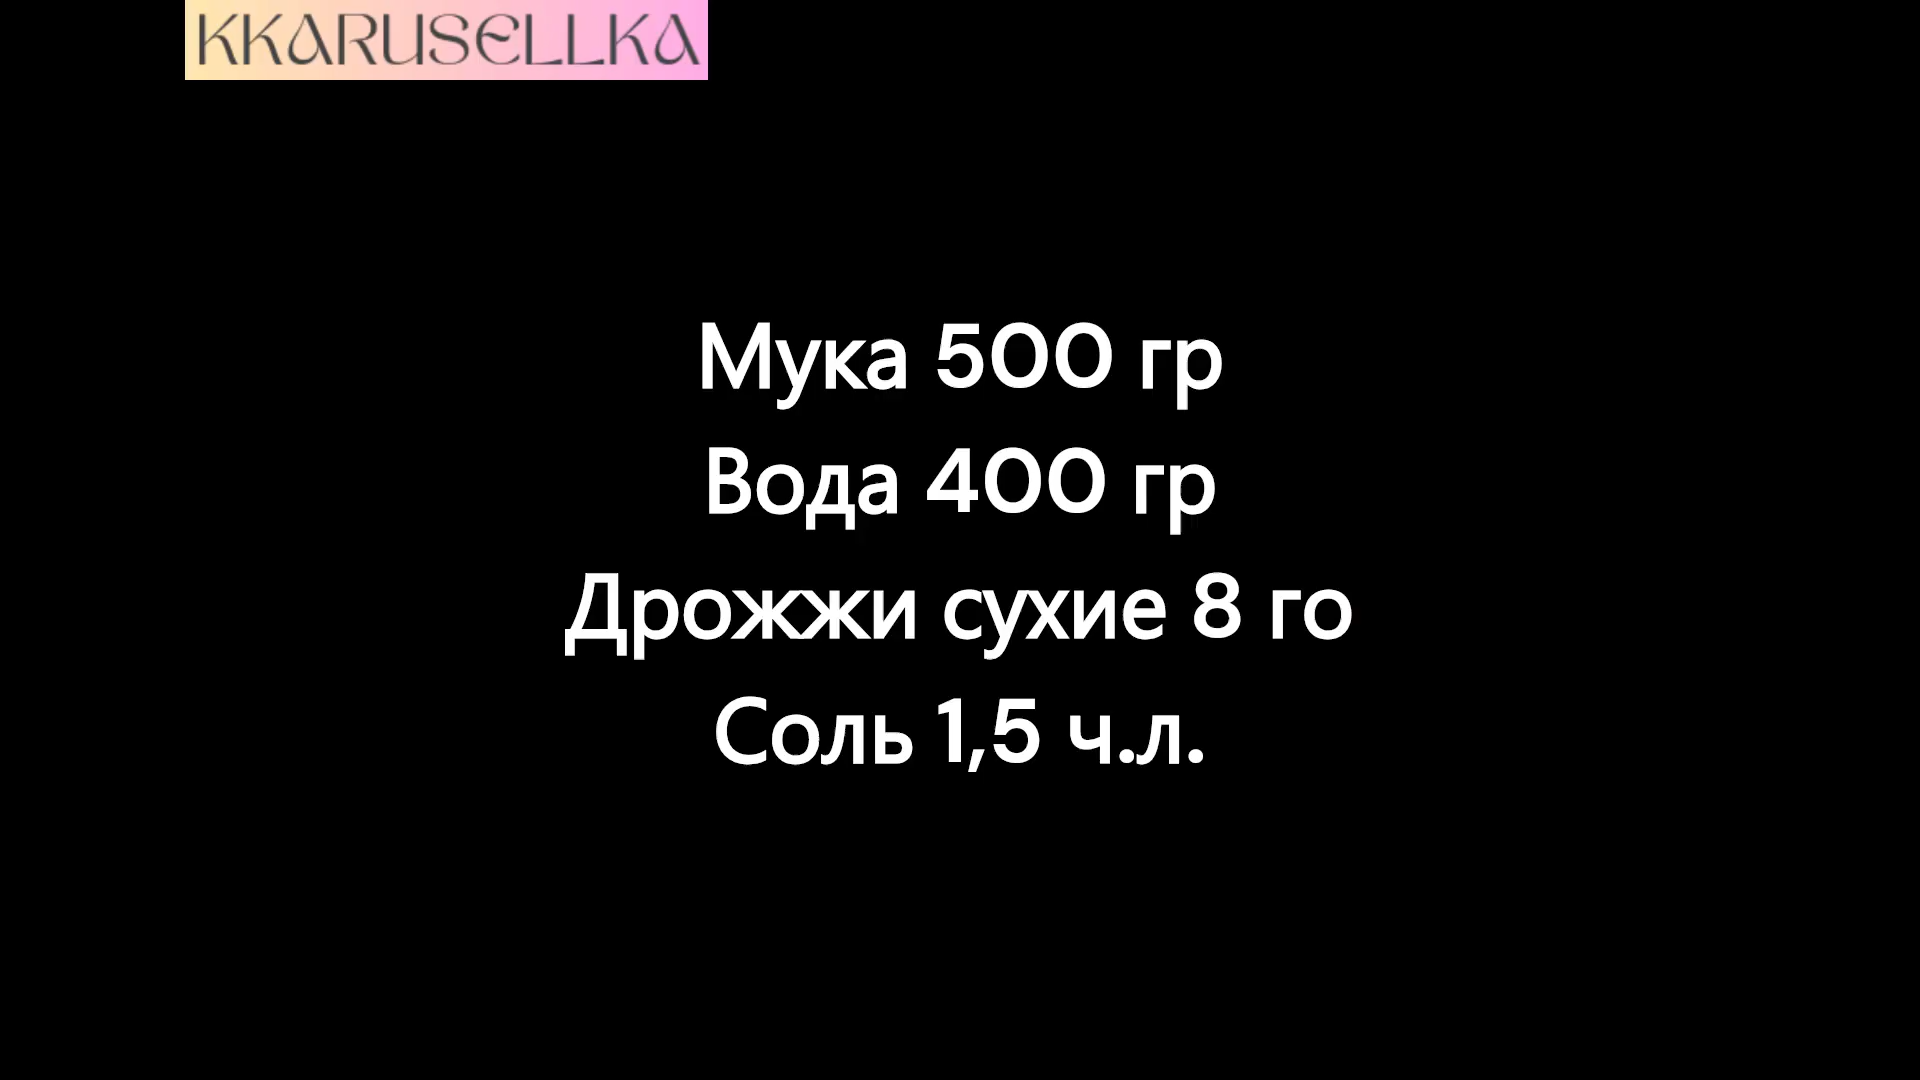 KKARUSELLKA
Мука 500 гр
Вода 400 гр
Дрожжи сухие 8 го
Соль 1,5 ч.л.